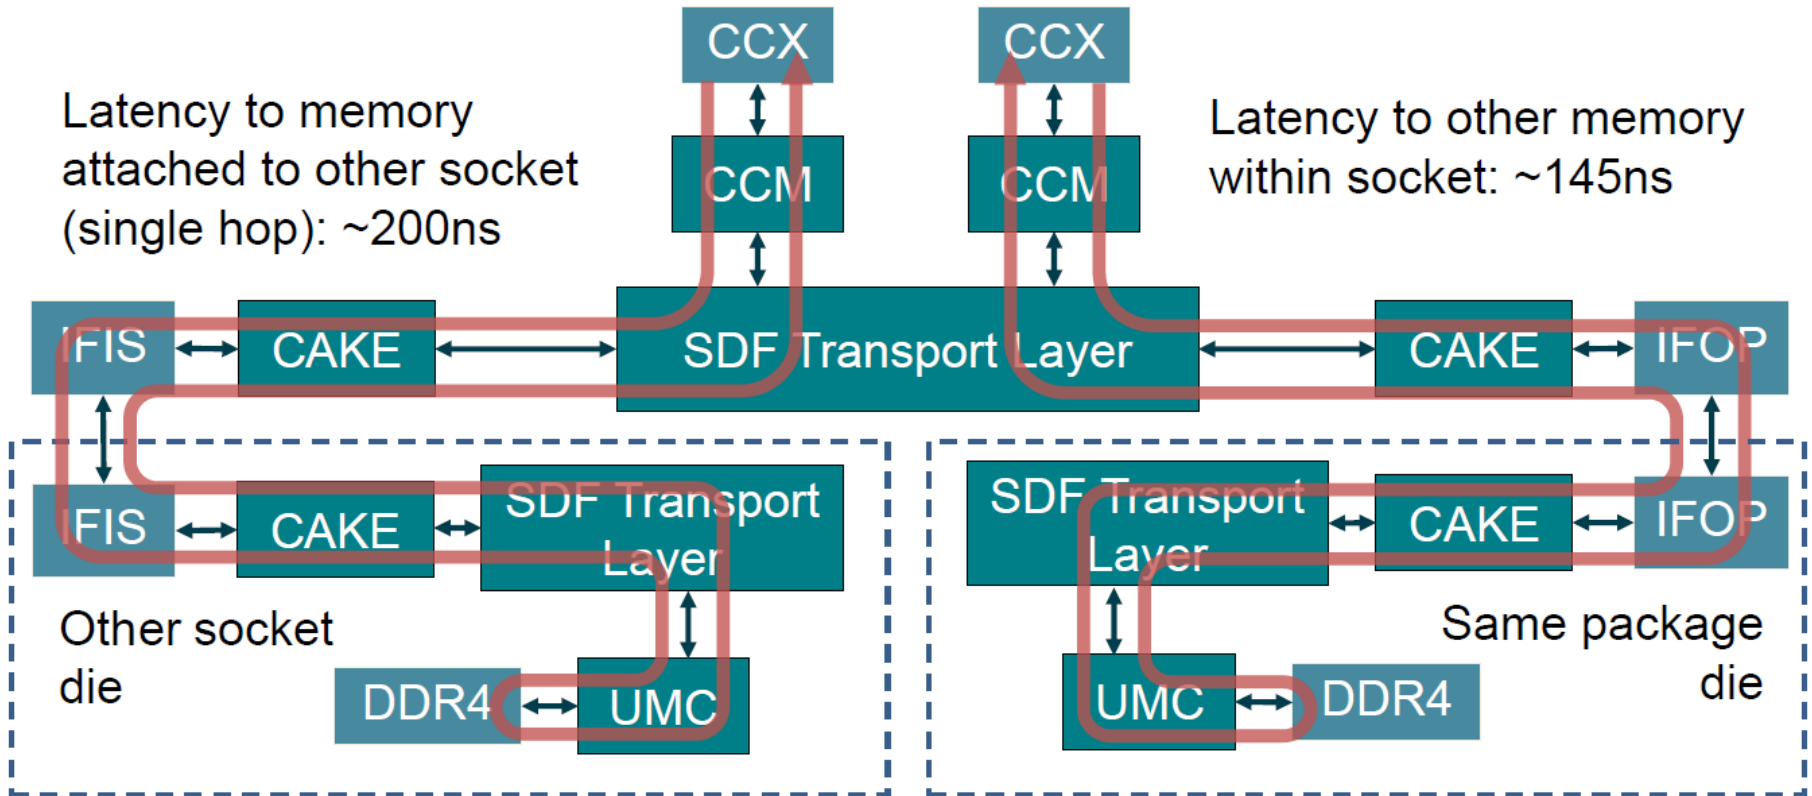 CCX
CCX
Latency to memory
attached to other socket
(single hop): ~200ns
Latency to other memory
within socket: ~145ns
CCM
CCM
IFIS
CAKE
SDF Transport Layer
CAKE
IFOP
IFIS
CAKE
SDF Transport
Layer
SDF Transport
Layer
CAKE
IFOP
Other socket
die
Same package
die
DDR4
UMC
UMC
DDR4